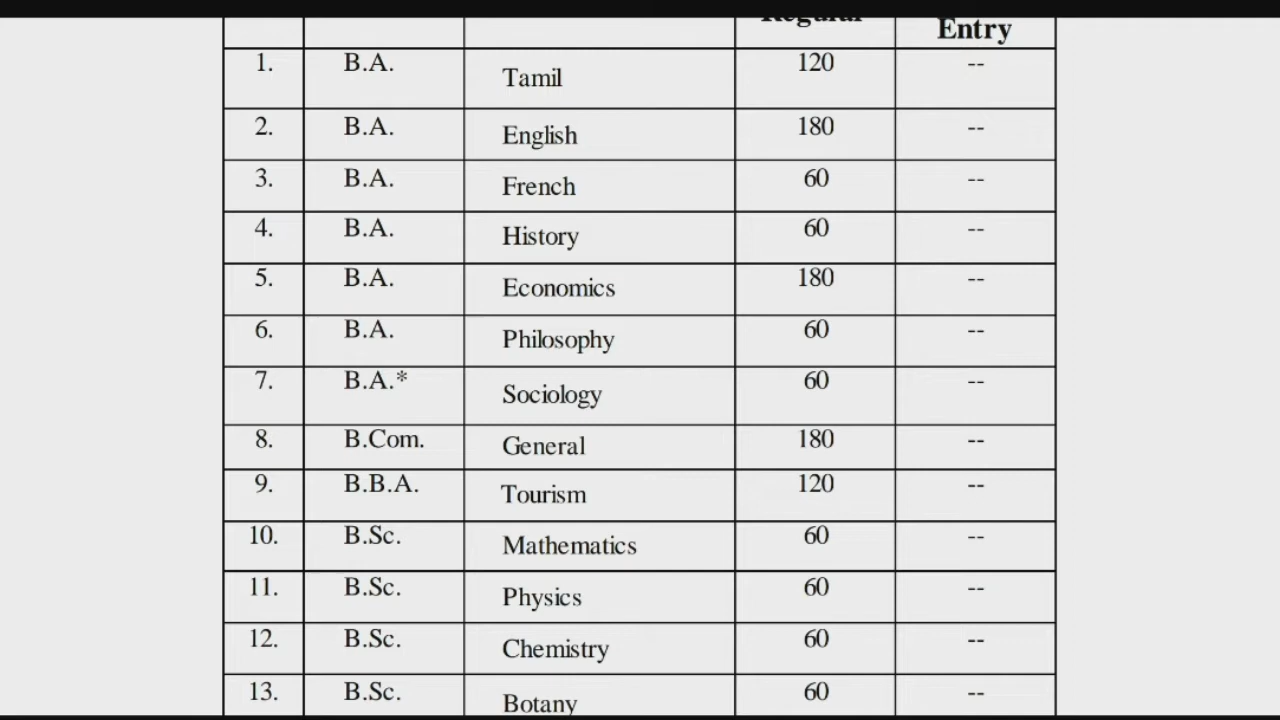 Regular
Entry
1. B.A. Tamil 120 --
2. B.A. English 180 --
3. B.A. French 60 --
4. B.A. History 60 --
5. B.A. Economics 180 --
6. B.A. Philosophy 60 --
7. B.A.* Sociology 60 --
8. B.Com. General 180 --
9. B.B.A. Tourism 120 --
10. B.Sc. Mathematics 60 --
11. B.Sc. Physics 60 --
12. B.Sc. Chemistry 60 --
13. B.Sc. Botany 60 --